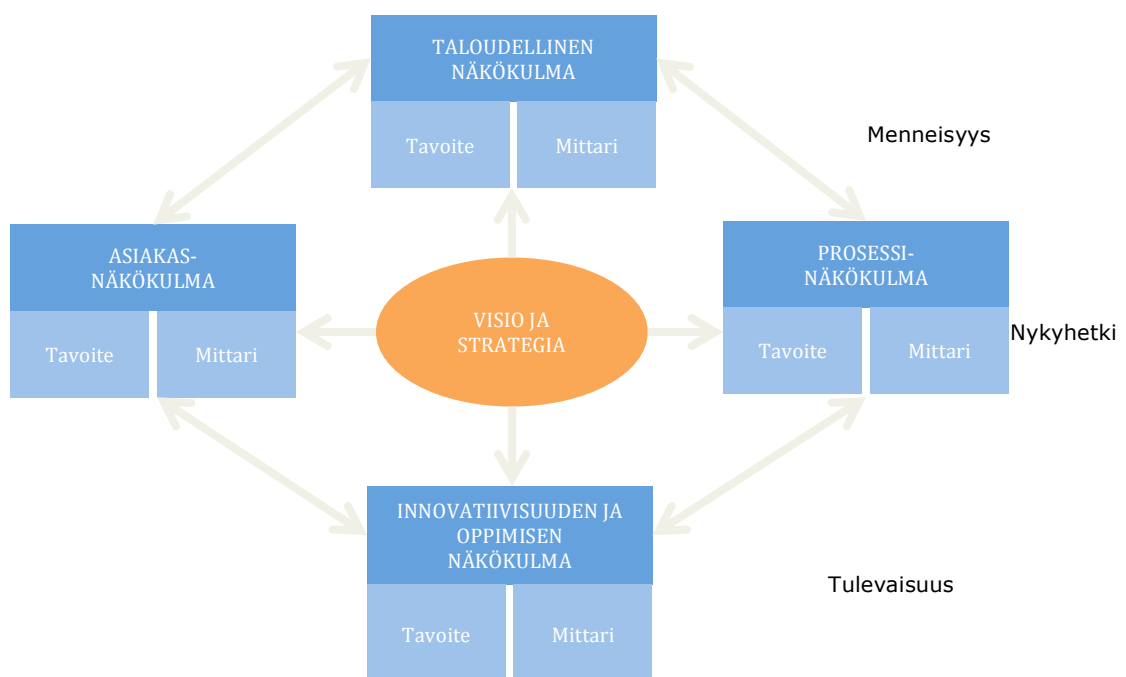 TALOUDELLINEN
NÄKÖKULMA
Tavoite
Mittari
Menneisyys
ASIAKAS-
NÄKÖKULMA
Tavoite
Mittari
VISIO JA
STRATEGIA
PROSESSI-
NÄKÖKULMA
Tavoite
Mittari
Nykyhetki
INNOVATIIVISUUDEN JA
OPPIMISEN
NÄKÖKULMA
Tavoite
Mittari
Tulevaisuus